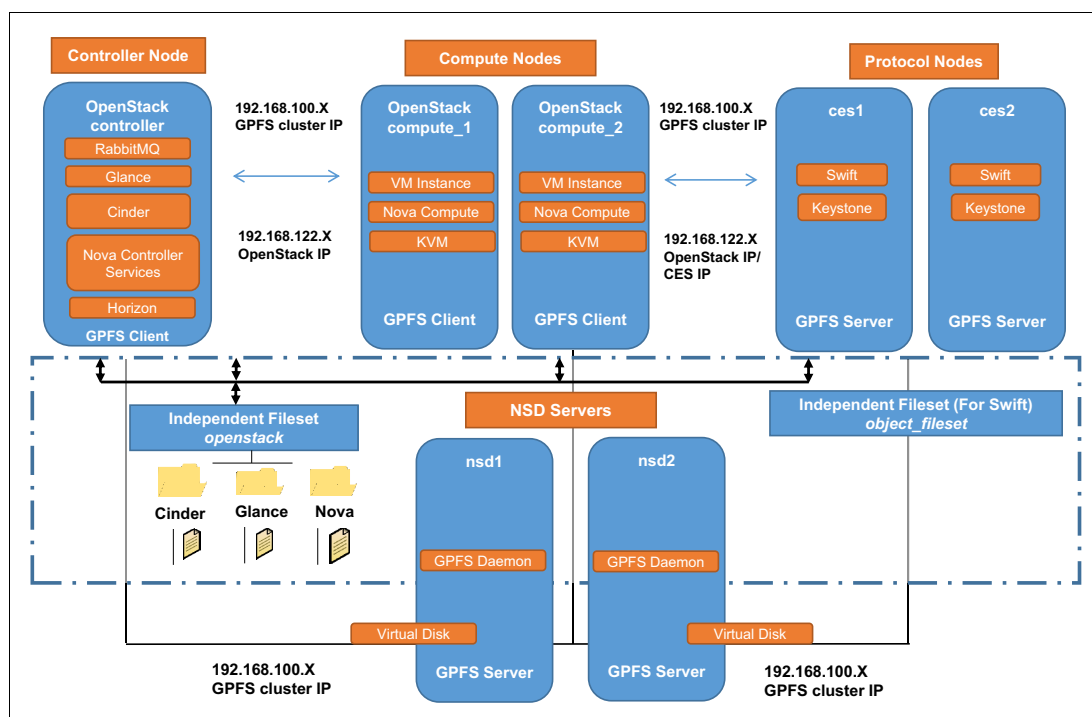 Controller Node
Compute Nodes
Protocol Nodes
OpenStack
controller
RabbitMQ
Glance
Cinder
Nova Controller
Services
Horizon
GPFS Client
192.168.100.X
GPFS cluster IP
192.168.122.X
OpenStack IP
OpenStack
compute_1
VM Instance
Nova Compute
KVM
GPFS Client
OpenStack
compute_2
VM Instance
Nova Compute
KVM
GPFS Client
192.168.100.X
GPFS cluster IP
192.168.122.X
OpenStack IP/
CES IP
ces1
Swift
Keystone
GPFS Server
ces2
Swift
Keystone
GPFS Server
Independent Fileset
openstack
Cinder
Glance
Nova
NSD Servers
Independent Fileset (For Swift)
object_fileset
nsd1
GPFS Daemon
Virtual Disk
GPFS Server
nsd2
GPFS Daemon
Virtual Disk
GPFS Server
192.168.100.X
GPFS cluster IP
192.168.100.X
GPFS cluster IP